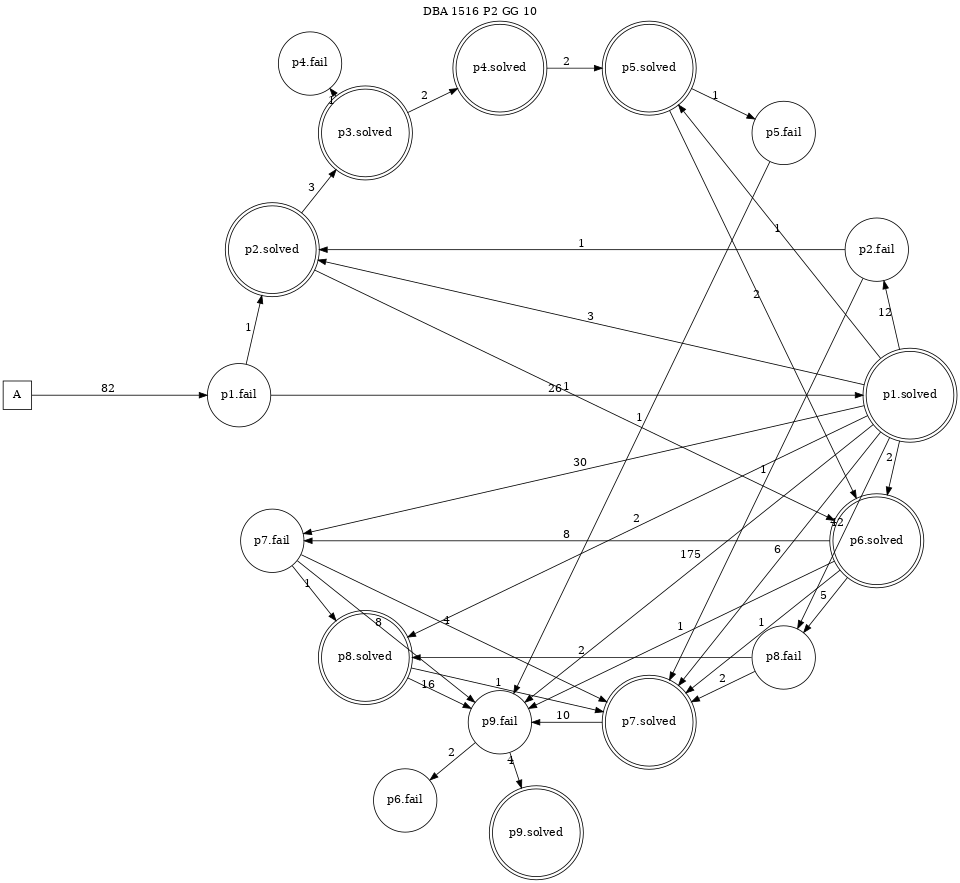 DBA 1516 P2 GG 10
p4.fail
p4.solved
2
p5.solved
1
2
1
p3.solved
p5.fail
3
p2.solved
1
p2.fail
1
2
3
12
1
A
82
p1.fail
26
1
p1.solved
1
30
1
2
p7.fail
8
2
175
6
42
p6.solved
1
8
4
1
1
5
p8.solved
2
p8.fail
16
1
2
p9.fail
10
p7.solved
2
4
p6.fail
p9.solved